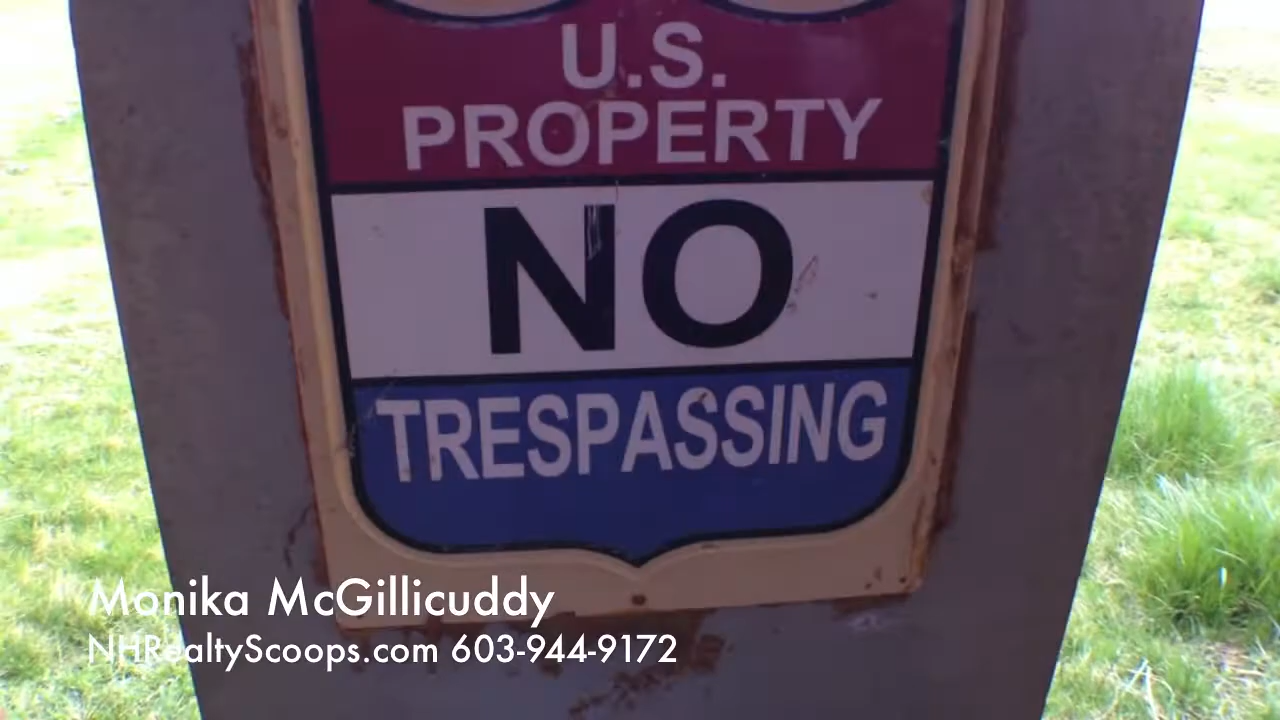 U.S.
PROPERTY
NO
TRESPASSING
Monika McGillicuddy
NHRealtyScoops.com 603-944-9172